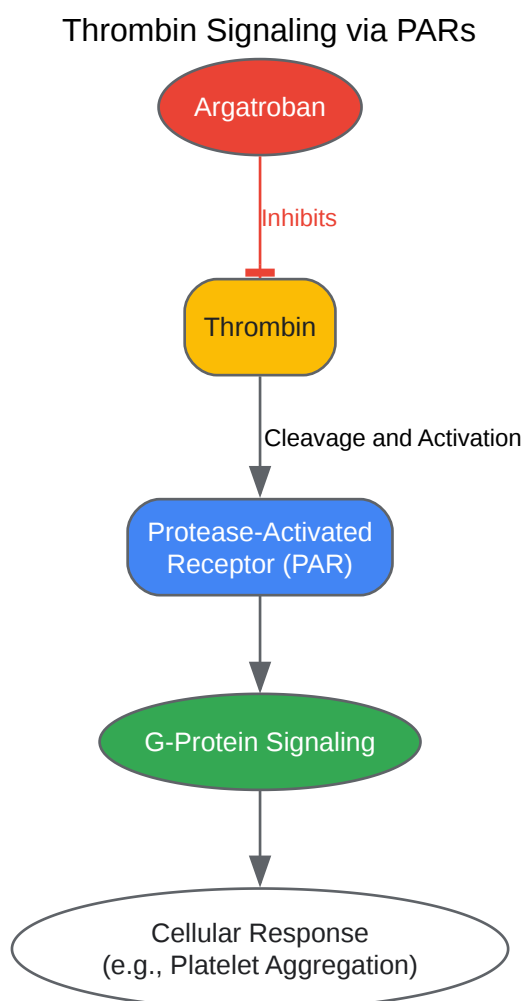 Thrombin Signaling via PARs
Argatroban
Inhibits
Thrombin
Cleavage and Activation
Protease-Activated
Receptor (PAR)
G-Protein Signaling
Cellular Response
(e.g., Platelet Aggregation)